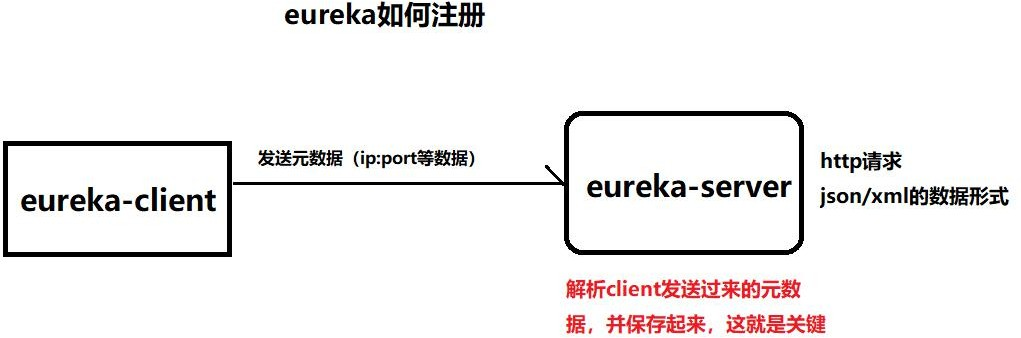 eureka如何注册
发送元数据（ip:port等数据）
eureka-client
eureka-server
http请求
json/xml的数据形式
解析client发送过来的元数
据，并保存起来，这就是关键